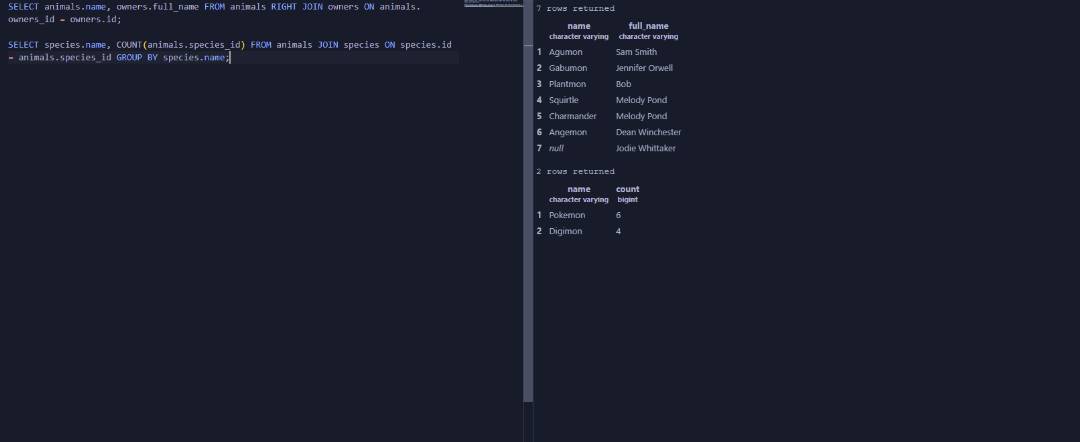 SELECT animals.name, owners.full_name FROM animals RIGHT JOIN owners ON animals.
owners_id = owners.id;
SELECT species.name, COUNT(animals.species_id) FROM animals JOIN species ON species.id
= animals.species_id GROUP BY species.name;
7 rows returned
name full_name
character varying character varying
1 Agumon Sam Smith
2 Gabumon Jennifer Orwell
3 Plantmon Bob
4 Squirtle Melody Pond
5 Charmander Melody Pond
6 Angemon Dean Winchester
7 null Jodie Whittaker
2 rows returned
name count
character varying bigint
1 Pokemon 6
2 Digimon 4